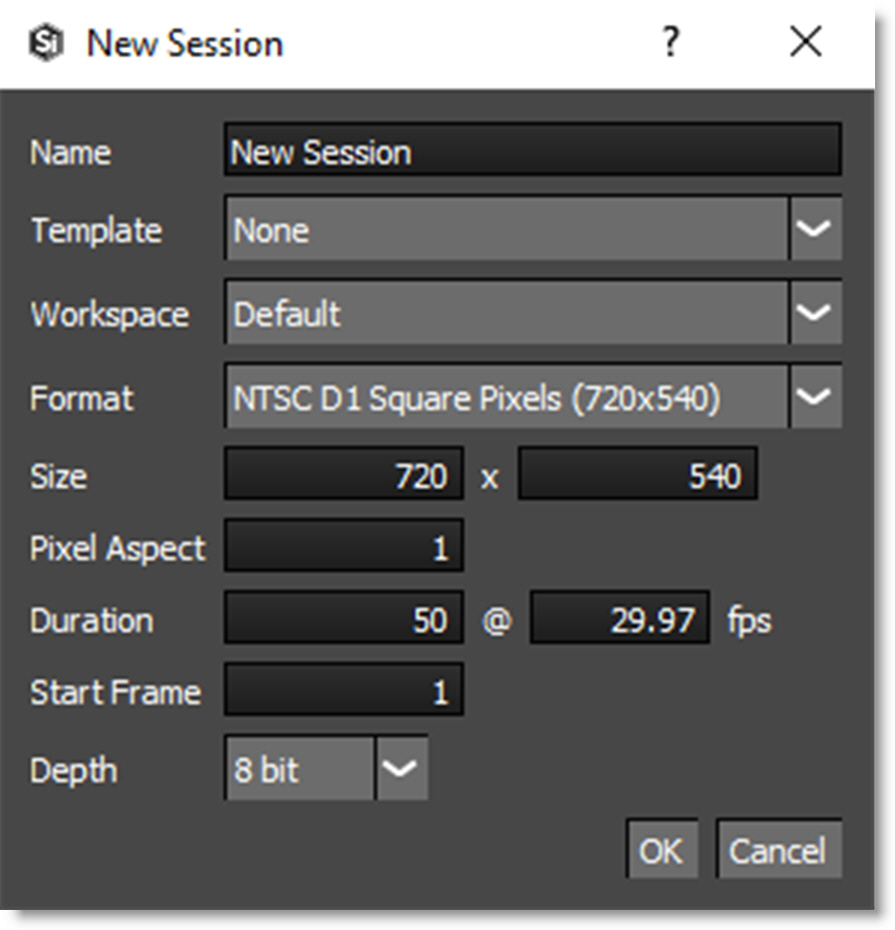 Si New Session ?
Name New Session
Template None
Workspace Default
Format NTSC D1 Square Pixels (720x540)
Size 720 x 540
Pixel Aspect 1
Duration 50 @ 29.97 fps
Start Frame 1
Depth 8 bit
OK Cancel